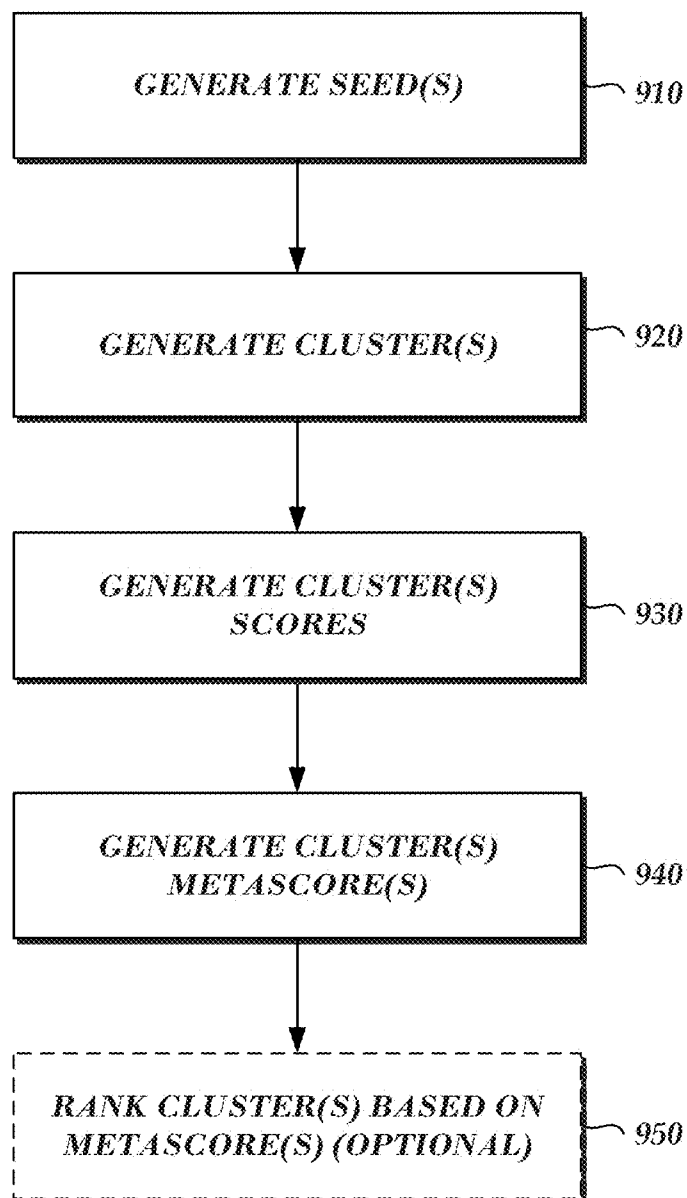 GENERATE SEED(S)
910
GENERATE CLUSTER(S)
920
GENERATE CLUSTER(S)
SCORES
930
GENERATE CLUSTER(S)
METASCORE(S)
940
RANK CLUSTER(S) BASED ON
METASCORE(S) (OPTIONAL)
950